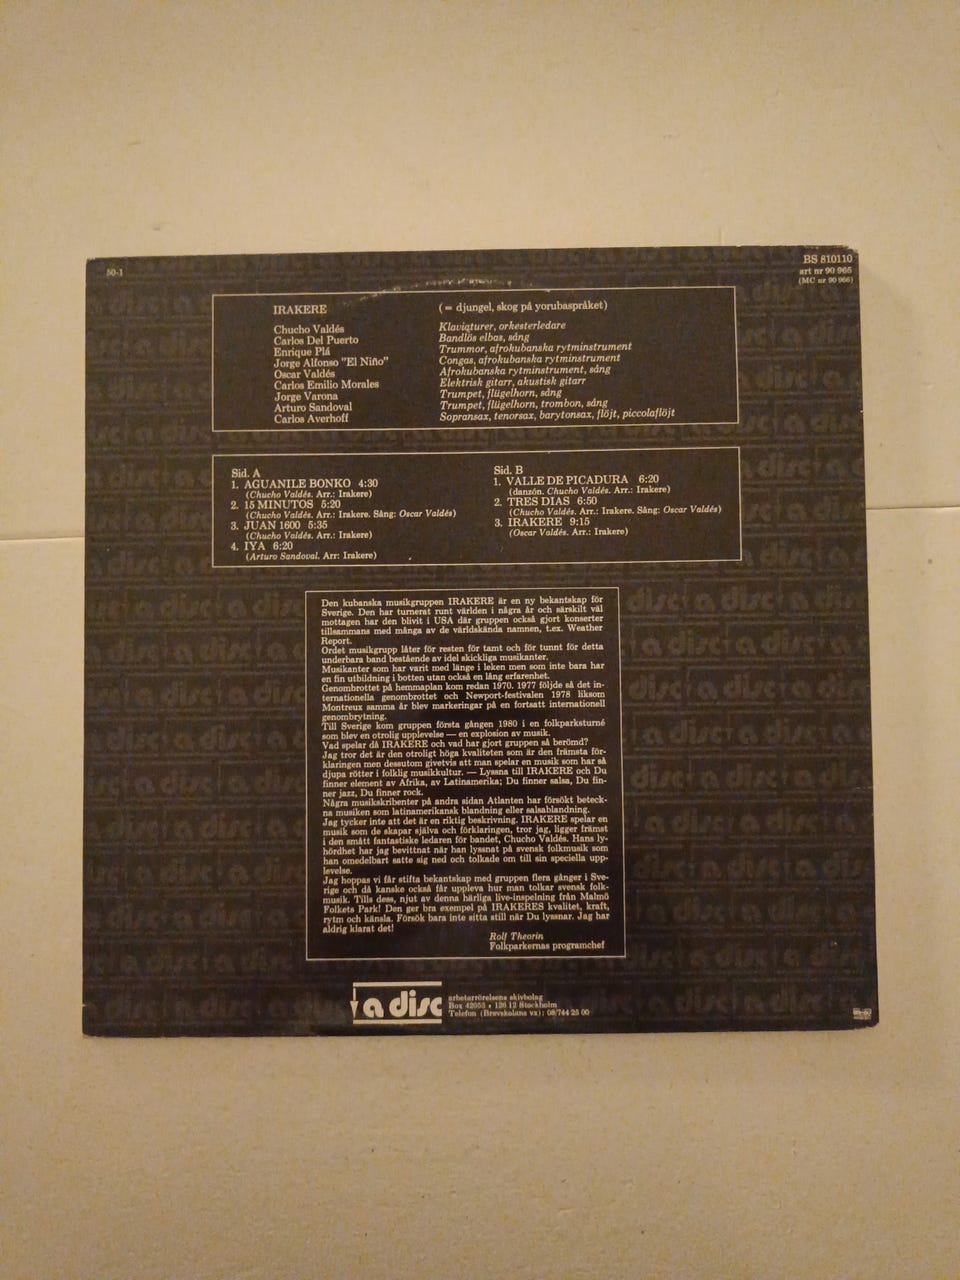 50-1
BS 810110
art nr 90 965
(MC nr 90 966)
IRAKERE (= djungel, skog på yorubaspråket)
Chucho Valdés Klaviaturer, orkesterledare
Carlos Del Puerto Bandlös elbas, sång
Enrique Plá Trummor, afrokubanska rytminstrument
Jorge Alfonso "El Niño" Congas, afrokubanska rytminstrument
Oscar Valdés Afrokubanska rytminstrument, sång
Carlos Emilio Morales Elektrisk gitarr, akustisk gitarr
Jorge Varona Trumpet, flügelhorn, sång
Arturo Sandoval Trumpet, flügelhorn, trombon, sång
Carlos Averhoff Sopransax, tenorsax, barytonsax, flöjt, piccolaflöjt
Sid. A
1. AGUANILE BONKO 4:30
(Chucho Valdés. Arr.: Irakere)
2. 15 MINUTOS 5:20
(Chucho Valdés. Arr.: Irakere. Sång: Oscar Valdés)
3. JUAN 1600 5:35
(Chucho Valdés. Arr.: Irakere)
4. IYA 6:20
(Arturo Sandoval. Arr: Irakere)
Sid. B
1. VALLE DE PICADURA 6:20
(danzón. Chucho Valdés. Arr.: Irakere)
2. TRES DIAS 6:50
(Chucho Valdés. Arr.: Irakere. Sång: Oscar Valdés)
3. IRAKERE 9:15
(Oscar Valdés. Arr.: Irakere)
Den kubanska musikgruppen IRAKERE är en ny bekantskap för
Sverige. Den har turnerat runt världen i några år och särskilt väl
mottagen har den blivit i USA där gruppen också gjort konserter
tillsammans med många av de världskända namnen, t.ex. Weather
Report.
Ordet musikgrupp låter för resten för tamt och för tunnt för detta
underbara band bestående av idel skickliga musikanter.
Musikanter som har varit med länge i leken men som inte bara har
en fin utbildning i botten utan också en lång erfarenhet.
Genombrottet på hemmaplan kom redan 1970. 1977 följde så det in-
ternationella genombrottet och Newport-festivalen 1978 liksom
Montreux samma år blev markeringar på en fortsatt internationell
genombrytning.
Till Sverige kom gruppen första gången 1980 i en folkparksturné
som blev en otrolig upplevelse — en explosion av musik.
Vad spelar då IRAKERE och vad har gjort gruppen så berömd?
Jag tror det är den otroligt höga kvaliteten som är den främsta för-
klaringen men dessutom givetvis att man spelar en musik som har så
djupa rötter i folklig musikkultur. — Lyssna till IRAKERE och Du
finner element av Afrika, av Latinamerika; Du finner salsa, Du fin-
ner jazz, Du finner rock.
Några musikskribenter på andra sidan Atlanten har försökt beteck-
na musiken som latinamerikansk blandning eller salsablandning.
Jag tycker inte att det är en riktig beskrivning. IRAKERE spelar en
musik som de skapar själva och förklaringen, tror jag, ligger främst
i den smått fantastiske ledaren för bandet, Chucho Valdés. Hans ly-
hördhet har jag bevittnat när han lyssnat på svensk folkmusik som
han omedelbart satte sig ned och tolkade om till sin speciella upp-
levelse.
Jag hoppas vi får stifta bekantskap med gruppen flera gånger i Sve-
rige och då kanske också får uppleva hur man tolkar svensk folk-
musik. Tills dess, njut av denna härliga live-inspelning från Malmö
Folkets Park! Den ger bra exempel på IRAKERES kvalitet, kraft,
rytm och känsla. Försök bara inte sitta still när Du lyssnar. Jag har
aldrig klarat det!
Rolf Theorin
Folkparkernas programchef
a disc
arbetarrörelsens skivbolag
Box 42053 • 126 12 Stockholm
Telefon (Brevskolans vx): 08/744 25 00